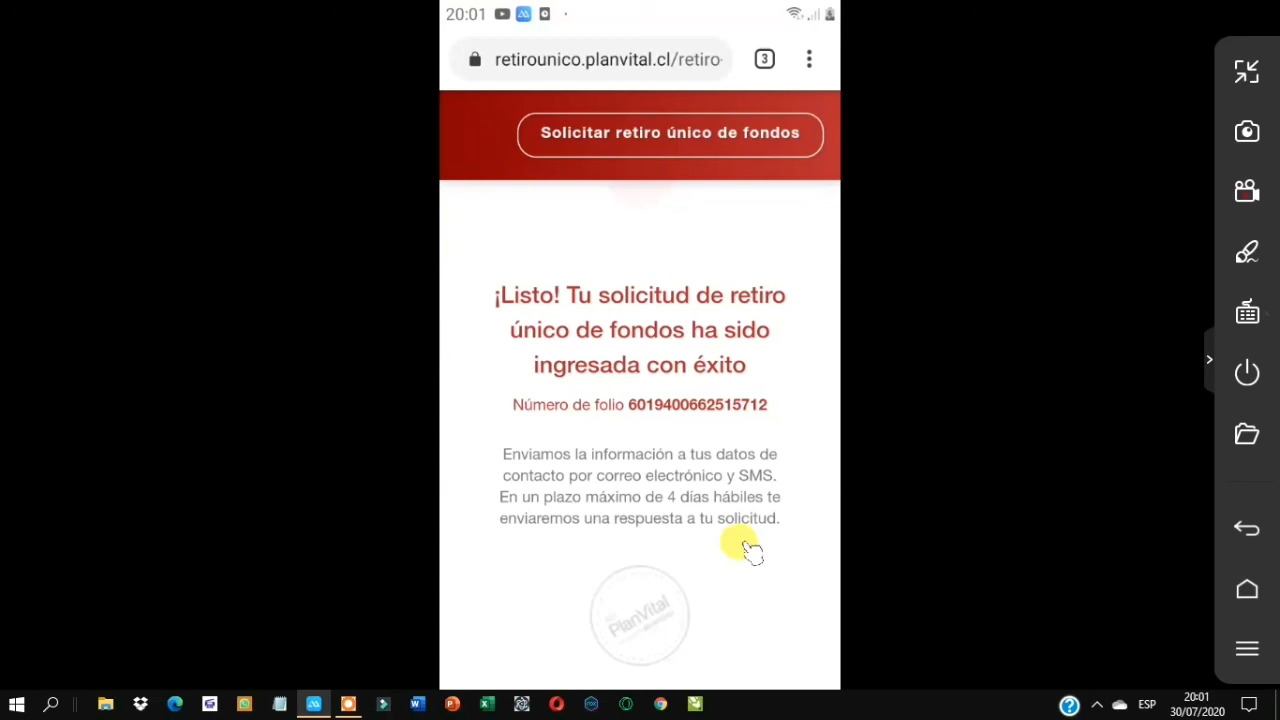 20:01
retirounico.planvital.cl/retiro-
3
Solicitar retiro único de fondos
¡Listo! Tu solicitud de retiro
único de fondos ha sido
ingresada con éxito
Número de folio 6019400662515712
Enviamos la información a tus datos de
contacto por correo electrónico y SMS.
En un plazo máximo de 4 días hábiles te
enviaremos una respuesta a tu solicitud.
PlanVital
ESP
20:01
30/07/2020